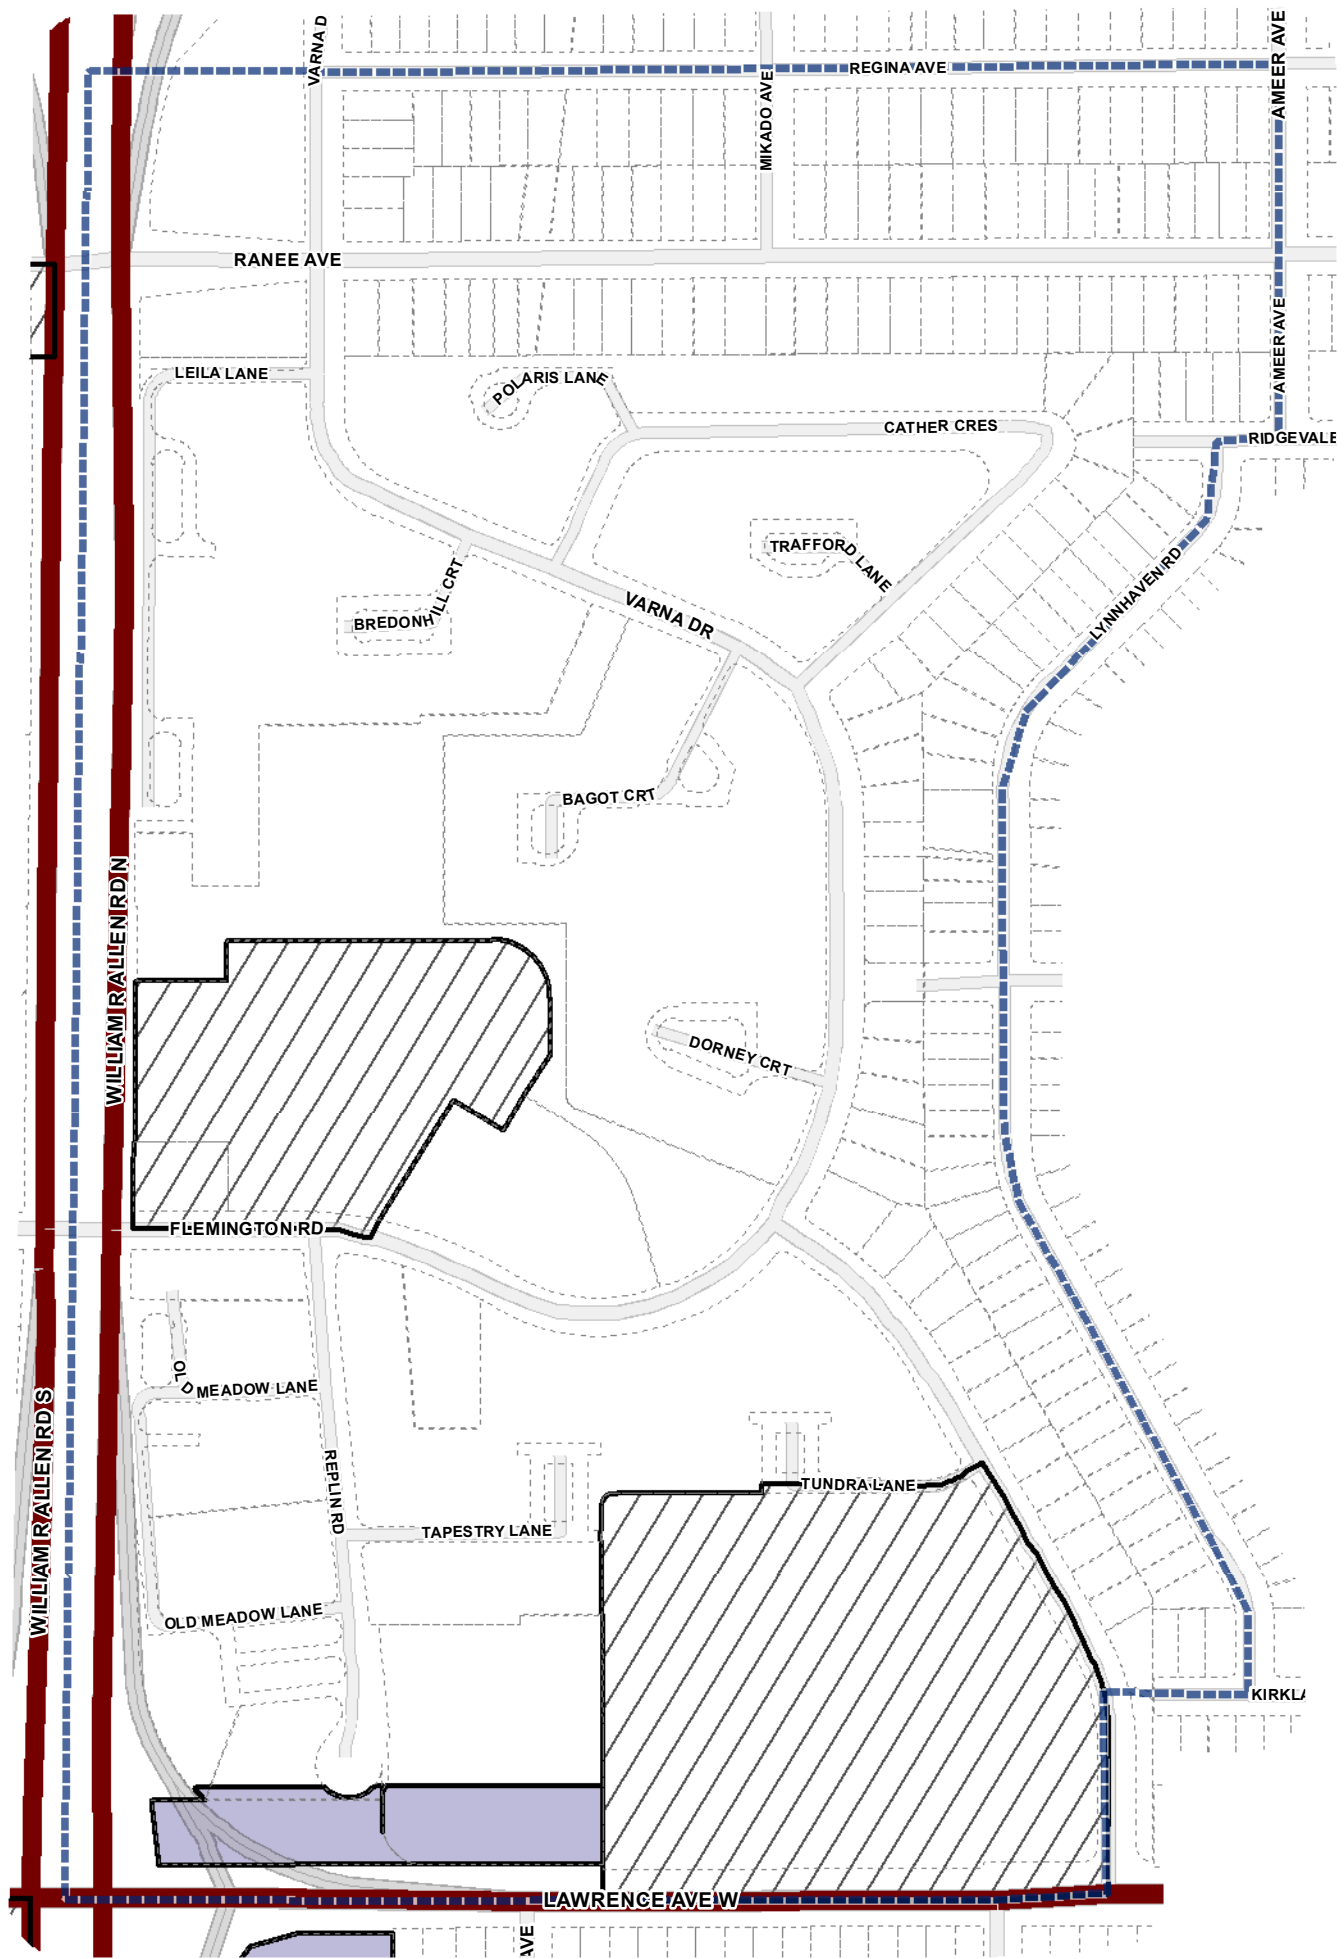 VARNA D
AMEER AVE
REGINA AVE
MIKADO AVE
RANEE AVE
AMEER AVE
LEILA LANE
POLARIS LANE
CATHER CRES
RIDGEVALE
TRAFFORD LANE
LYNNHAVEN RD
BREDONHILL CRT
VARNA DR
BAGOT CRT
WILLIAM R ALLEN RD N
DORNEY CRT
FLEMINGTON RD
OLD MEADOW LANE
WILLIAM R ALLEN RD S
REPLIN RD
TUNDRA LANE
TAPESTRY LANE
OLD MEADOW LANE
KIRKLA
LAWRENCE AVE W
AVE